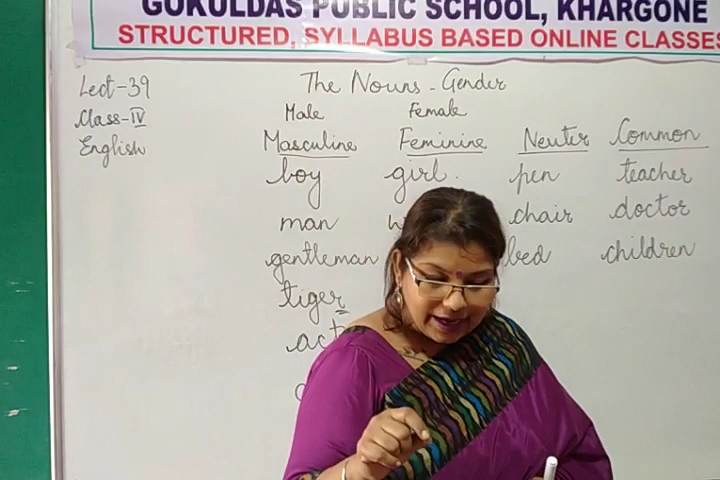 GOKULDAS PUBLIC SCHOOL, KHARGONE
STRUCTURED, SYLLABUS BASED ONLINE CLASSES
Lect-39
Class-IV
English
The Nouns - Gender
Male Female
Masculine Feminine Neuter Common
boy girl. pen teacher
man chair doctor
gentleman bed children
tiger